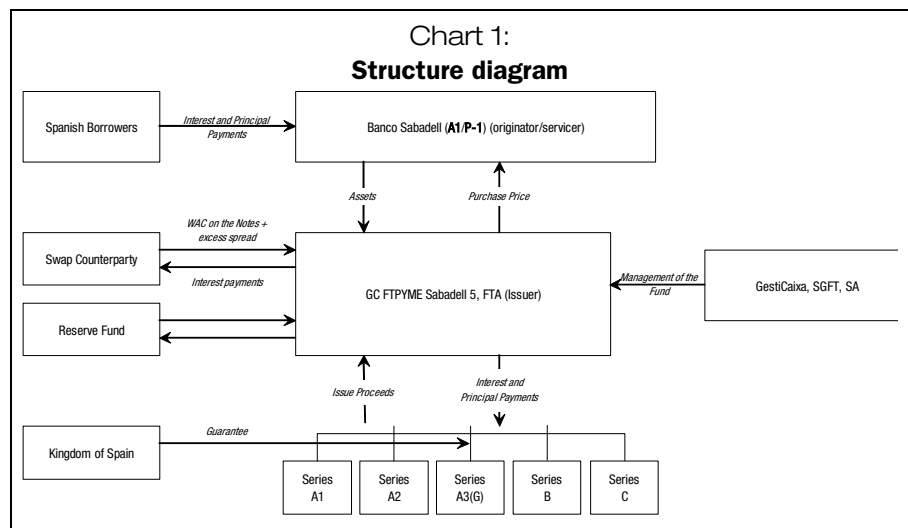 Chart 1:
Structure diagram
Spanish Borrowers
Interest and Principal
Payments
Banco Sabadell (A1/P-1) (originator/servicer)
Assets
Purchase Price
WAC on the Notes +
excess spread
Swap Counterparty
Interest payments
GC FTPYME Sabadell 5, FTA (Issuer)
Management of the
Fund
GestiCaixa, SGFT, SA
Reserve Fund
Issue Proceeds
Interest and
Principal Payments
Guarantee
Kingdom of Spain
Series
A1
Series
A2
Series
A3(G)
Series
B
Series
C